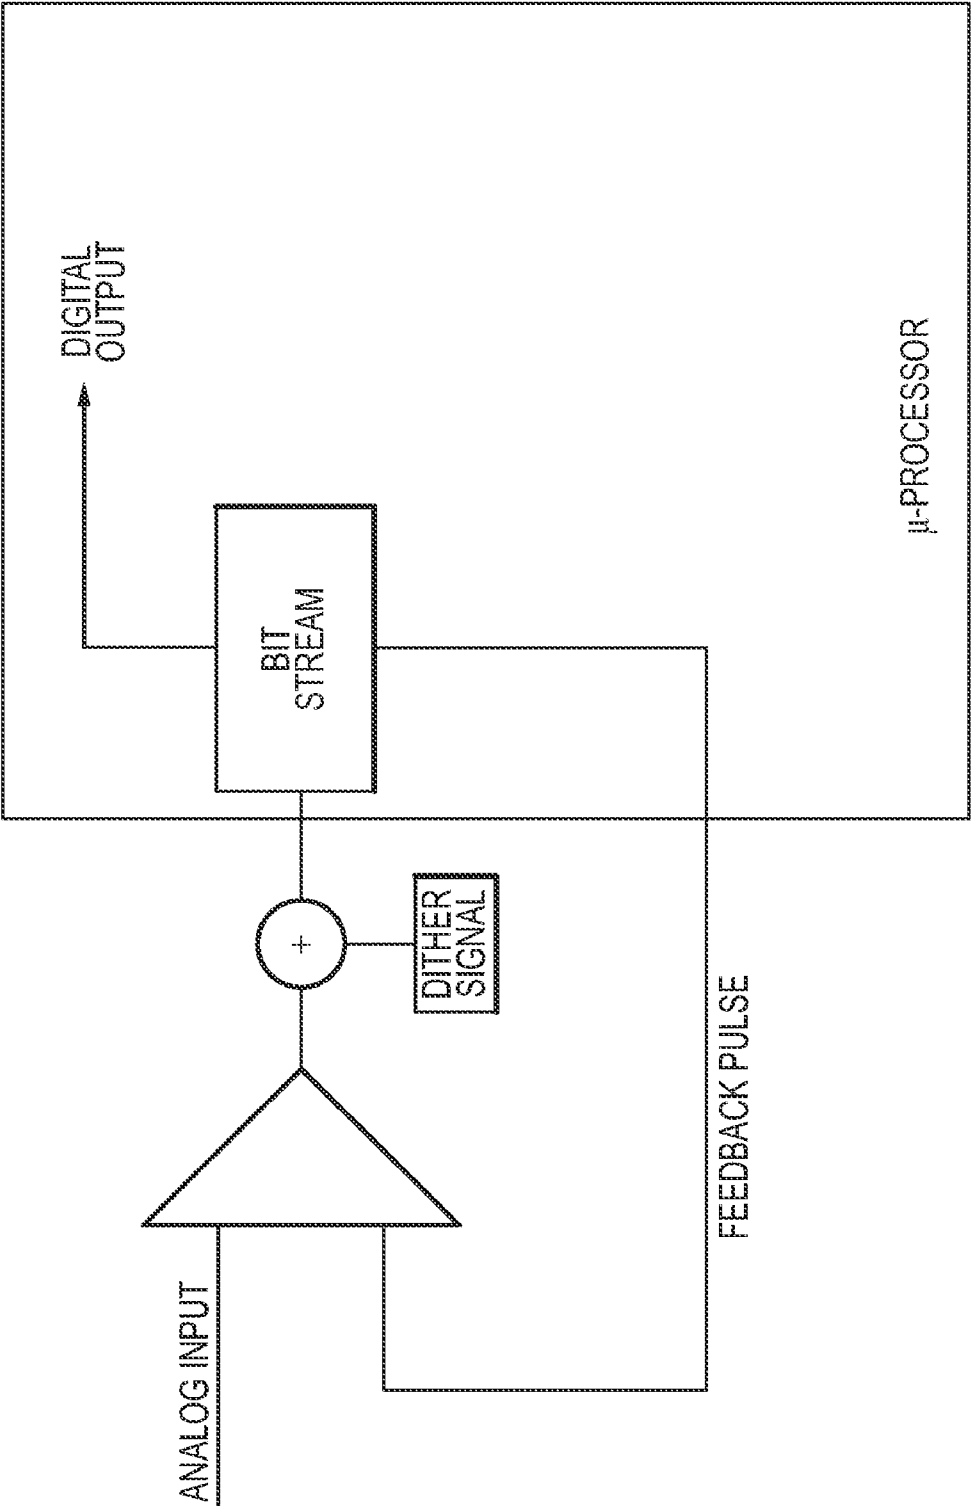 ANALOG INPUT
DITHER
SIGNAL
BIT
STREAM
DIGITAL
OUTPUT
FEEDBACK PULSE
μ-PROCESSOR